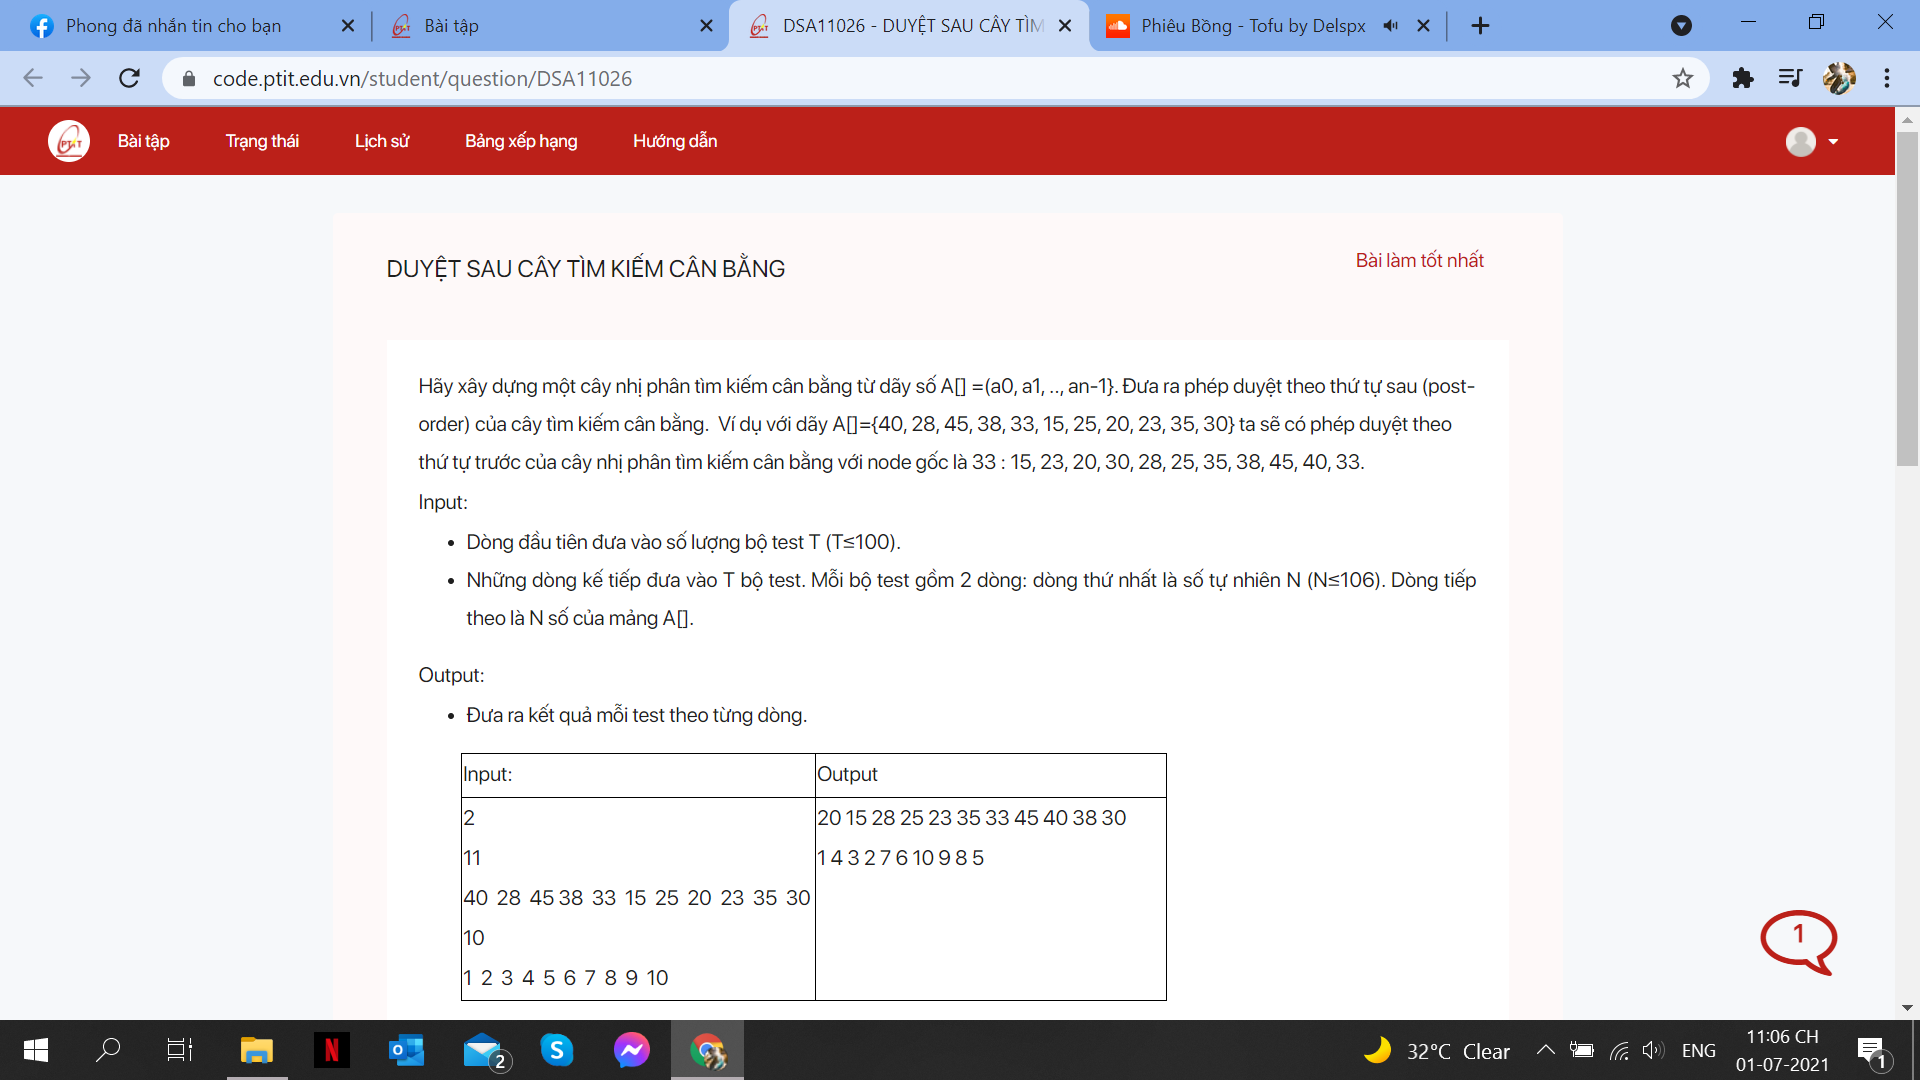 Phong đã nhắn tin cho bạn
Bài tập
DSA11026 - DUYỆT SAU CÂY TÌM
Phiêu Bồng - Tofu by Delspx
code.ptit.edu.vn/student/question/DSA11026
PTIT
Bài tập
Trạng thái
Lịch sử
Bảng xếp hạng
Hướng dẫn
DUYỆT SAU CÂY TÌM KIẾM CÂN BẰNG
Bài làm tốt nhất
Hãy xây dựng một cây nhị phân tìm kiếm cân bằng từ dãy số A[] =(a0, a1, .., an-1}. Đưa ra phép duyệt theo thứ tự sau (post-
order) của cây tìm kiếm cân bằng. Ví dụ với dãy A[]={40, 28, 45, 38, 33, 15, 25, 20, 23, 35, 30} ta sẽ có phép duyệt theo
thứ tự trước của cây nhị phân tìm kiếm cân bằng với node gốc là 33 : 15, 23, 20, 30, 28, 25, 35, 38, 45, 40, 33.
Input:
• Dòng đầu tiên đưa vào số lượng bộ test T (T≤100).
• Những dòng kế tiếp đưa vào T bộ test. Mỗi bộ test gồm 2 dòng: dòng thứ nhất là số tự nhiên N (N≤106). Dòng tiếp
theo là N số của mảng A[].
Output:
• Đưa ra kết quả mỗi test theo từng dòng.
Input:
Output
2
11
40 28 45 38 33 15 25 20 23 35 30
10
1 2 3 4 5 6 7 8 9 10
20 15 28 25 23 35 33 45 40 38 30
1 4 3 2 7 6 10 9 8 5
1
N
o
2
S
32°C Clear
ENG
11:06 CH
01-07-2021
1